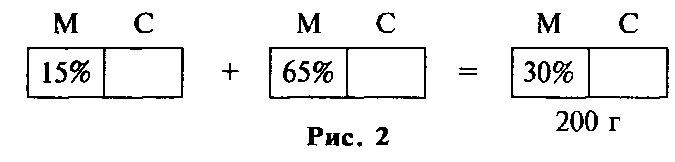 М С М С М С
15% + 65% = 30%
200 г
Рис. 2